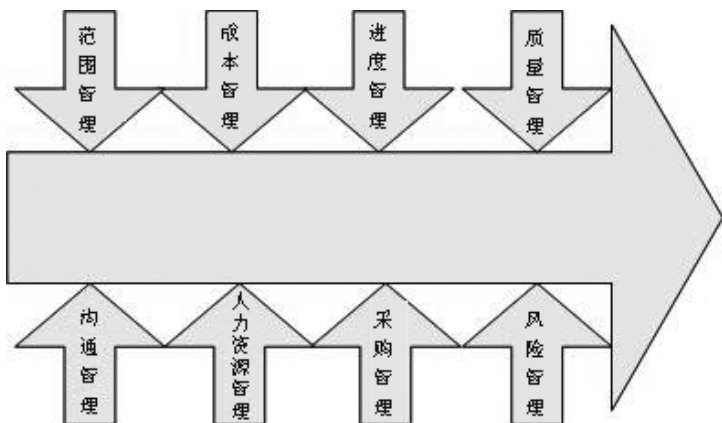 范围管理
成本管理
进度管理
质量管理
沟通管理
人力资源管理
采购管理
风险管理